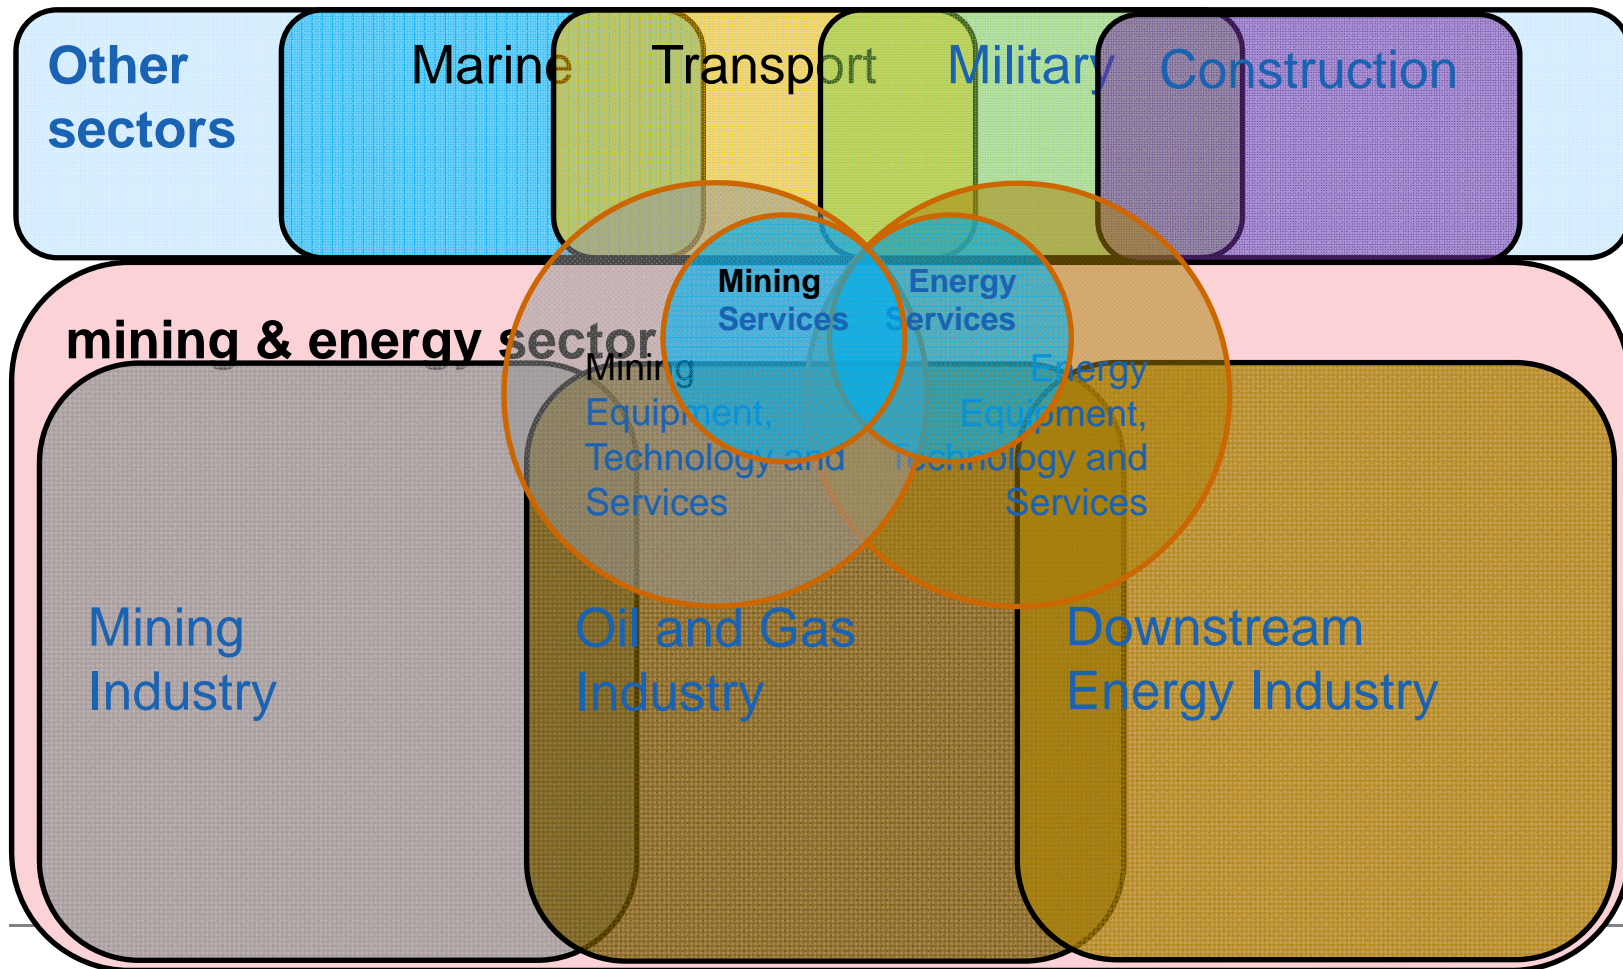 Other
sectors
Marine
Transport
Military
Construction
Mining
Services
Energy
Services
mining & energy sector
Mining
Equipment,
Technology and
Services
Energy
Equipment,
Technology and
Services
Mining
Industry
Oil and Gas
Industry
Downstream
Energy Industry